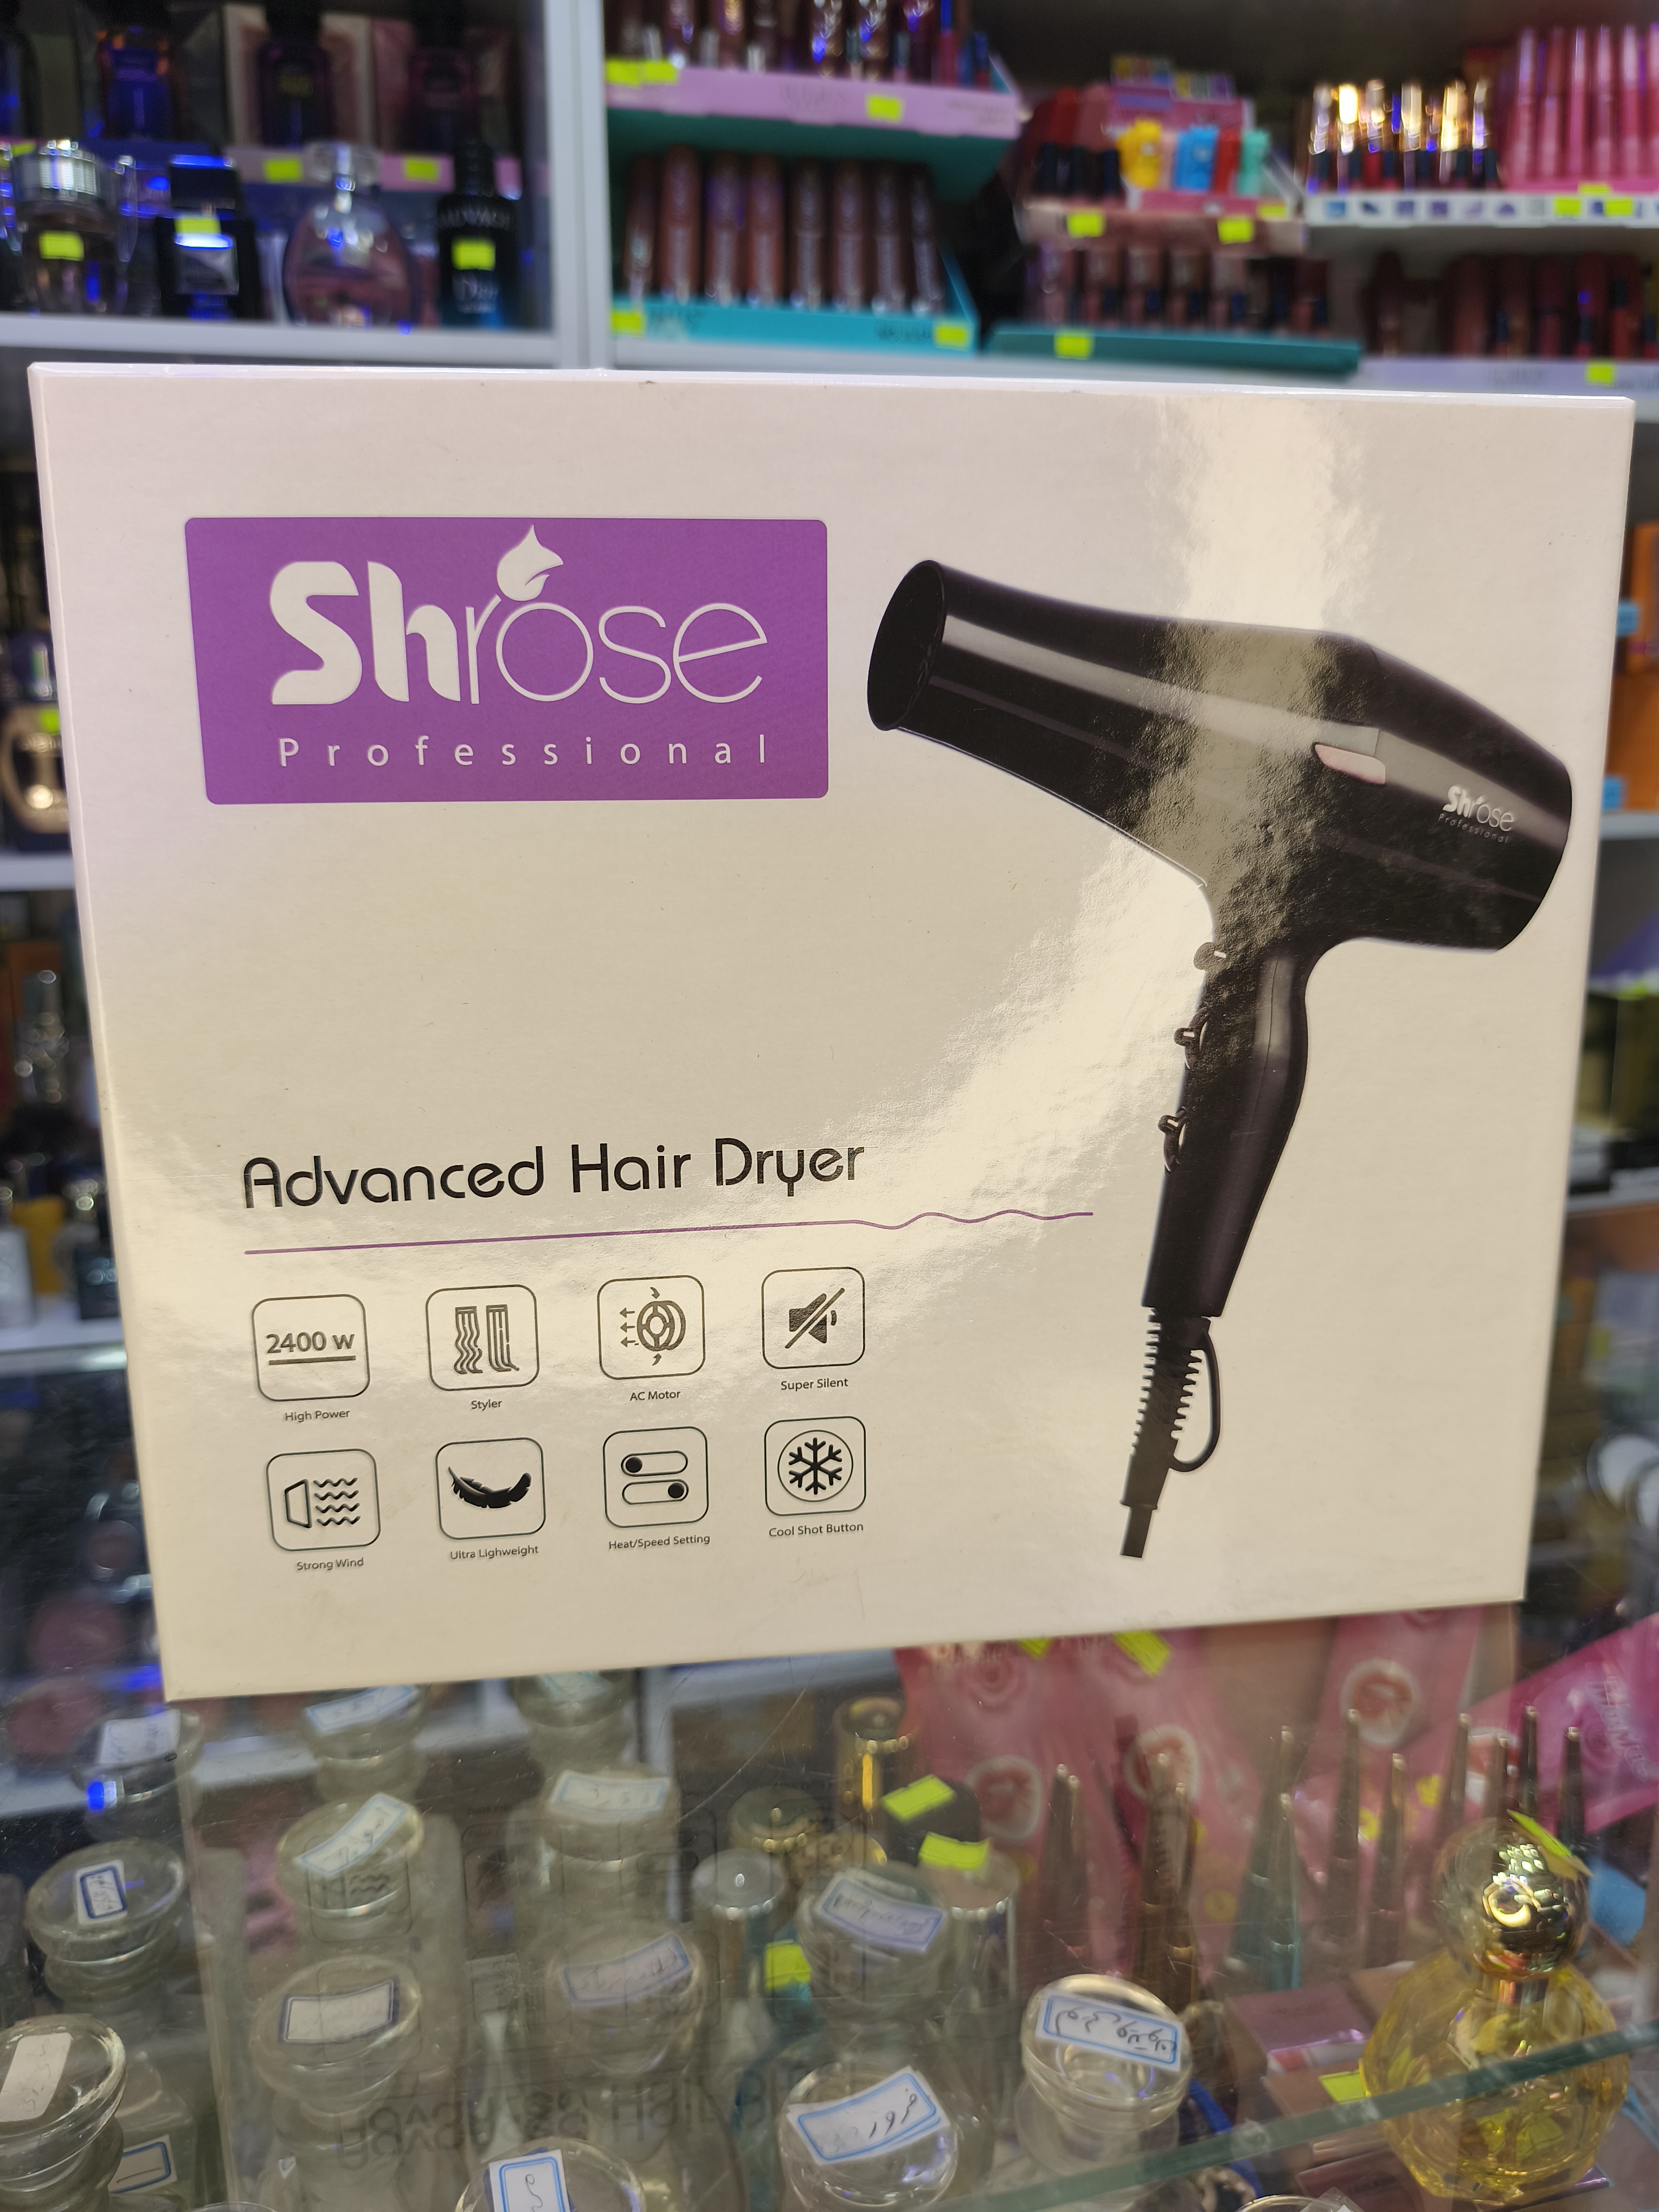 Shrose
Professional
Shrose
Professional
Advanced Hair Dryer
2400 W
High Power
Styler
AC Motor
Super Silent
Strong Wind
Ultra Lighweight
Heat/Speed Setting
Cool Shot Button